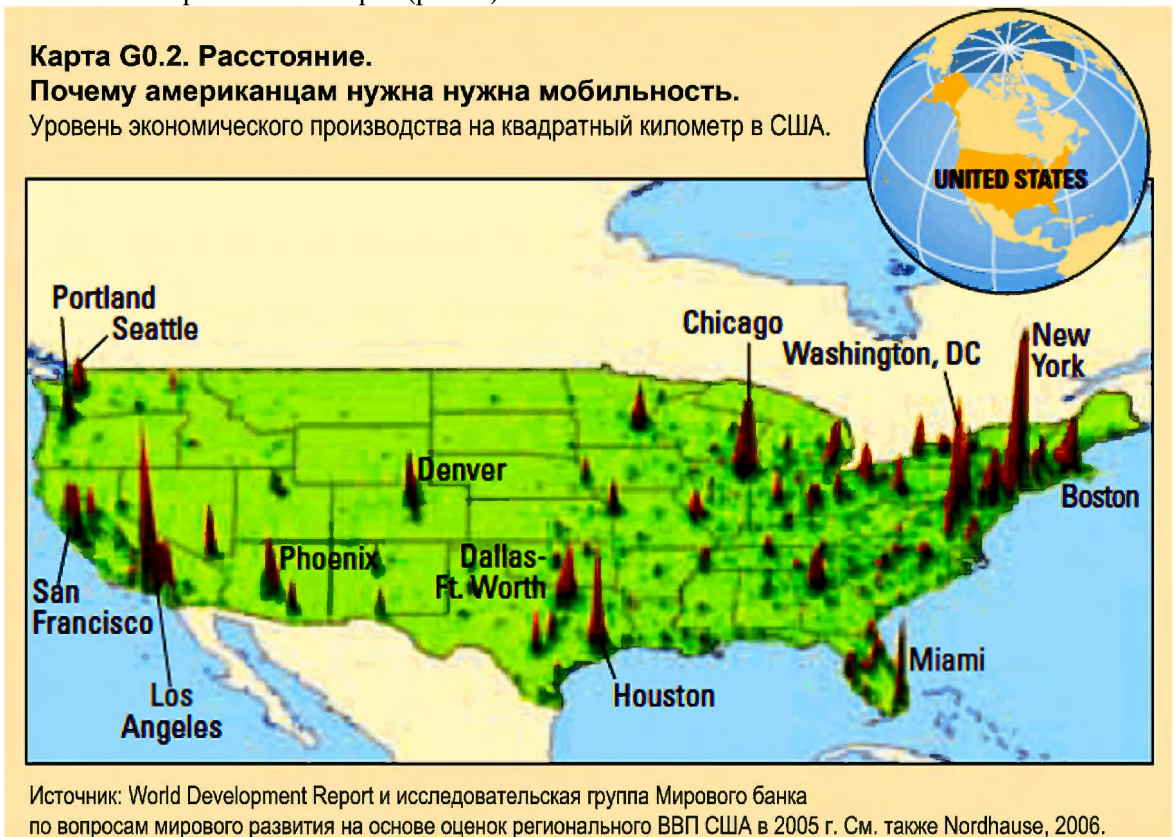 Карта G0.2. Расстояние.
Почему американцам нужна нужна мобильность.
Уровень экономического производства на квадратный километр в США.
UNITED STATES
Portland
Seattle
Chicago
Washington, DC
New
York
Denver
Boston
Phoenix
Dallas-
Ft. Worth
San
Francisco
Los
Angeles
Houston
Miami
Источник: World Development Report и исследовательская группа Мирового банка
по вопросам мирового развития на основе оценок регионального ВВП США в 2005 г. См. также Nordhause, 2006.